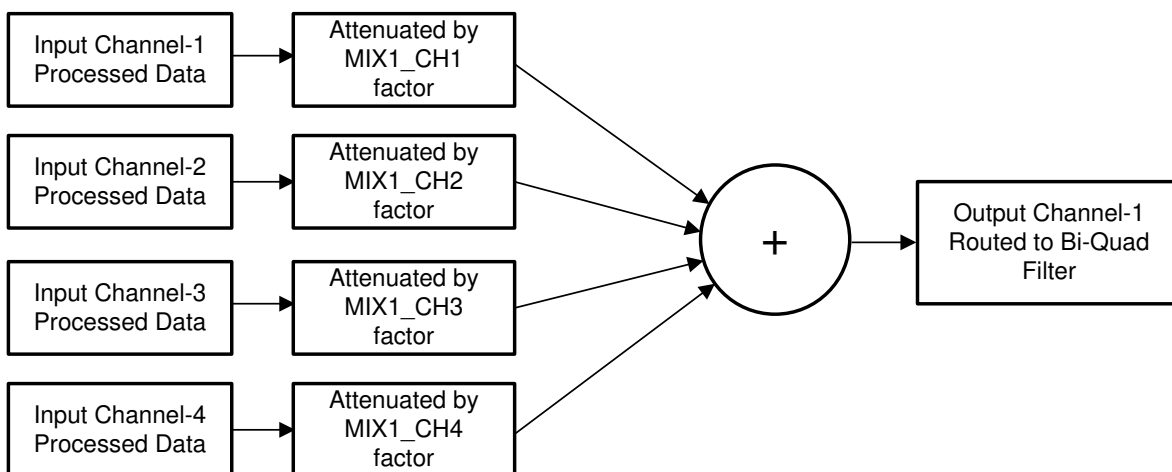 Input Channel-1
Processed Data
Attenuated by
MIX1_CH1
factor
Input Channel-2
Processed Data
Attenuated by
MIX1_CH2
factor
Input Channel-3
Processed Data
Attenuated by
MIX1_CH3
factor
Input Channel-4
Processed Data
Attenuated by
MIX1_CH4
factor
+
Output Channel-1
Routed to Bi-Quad
Filter